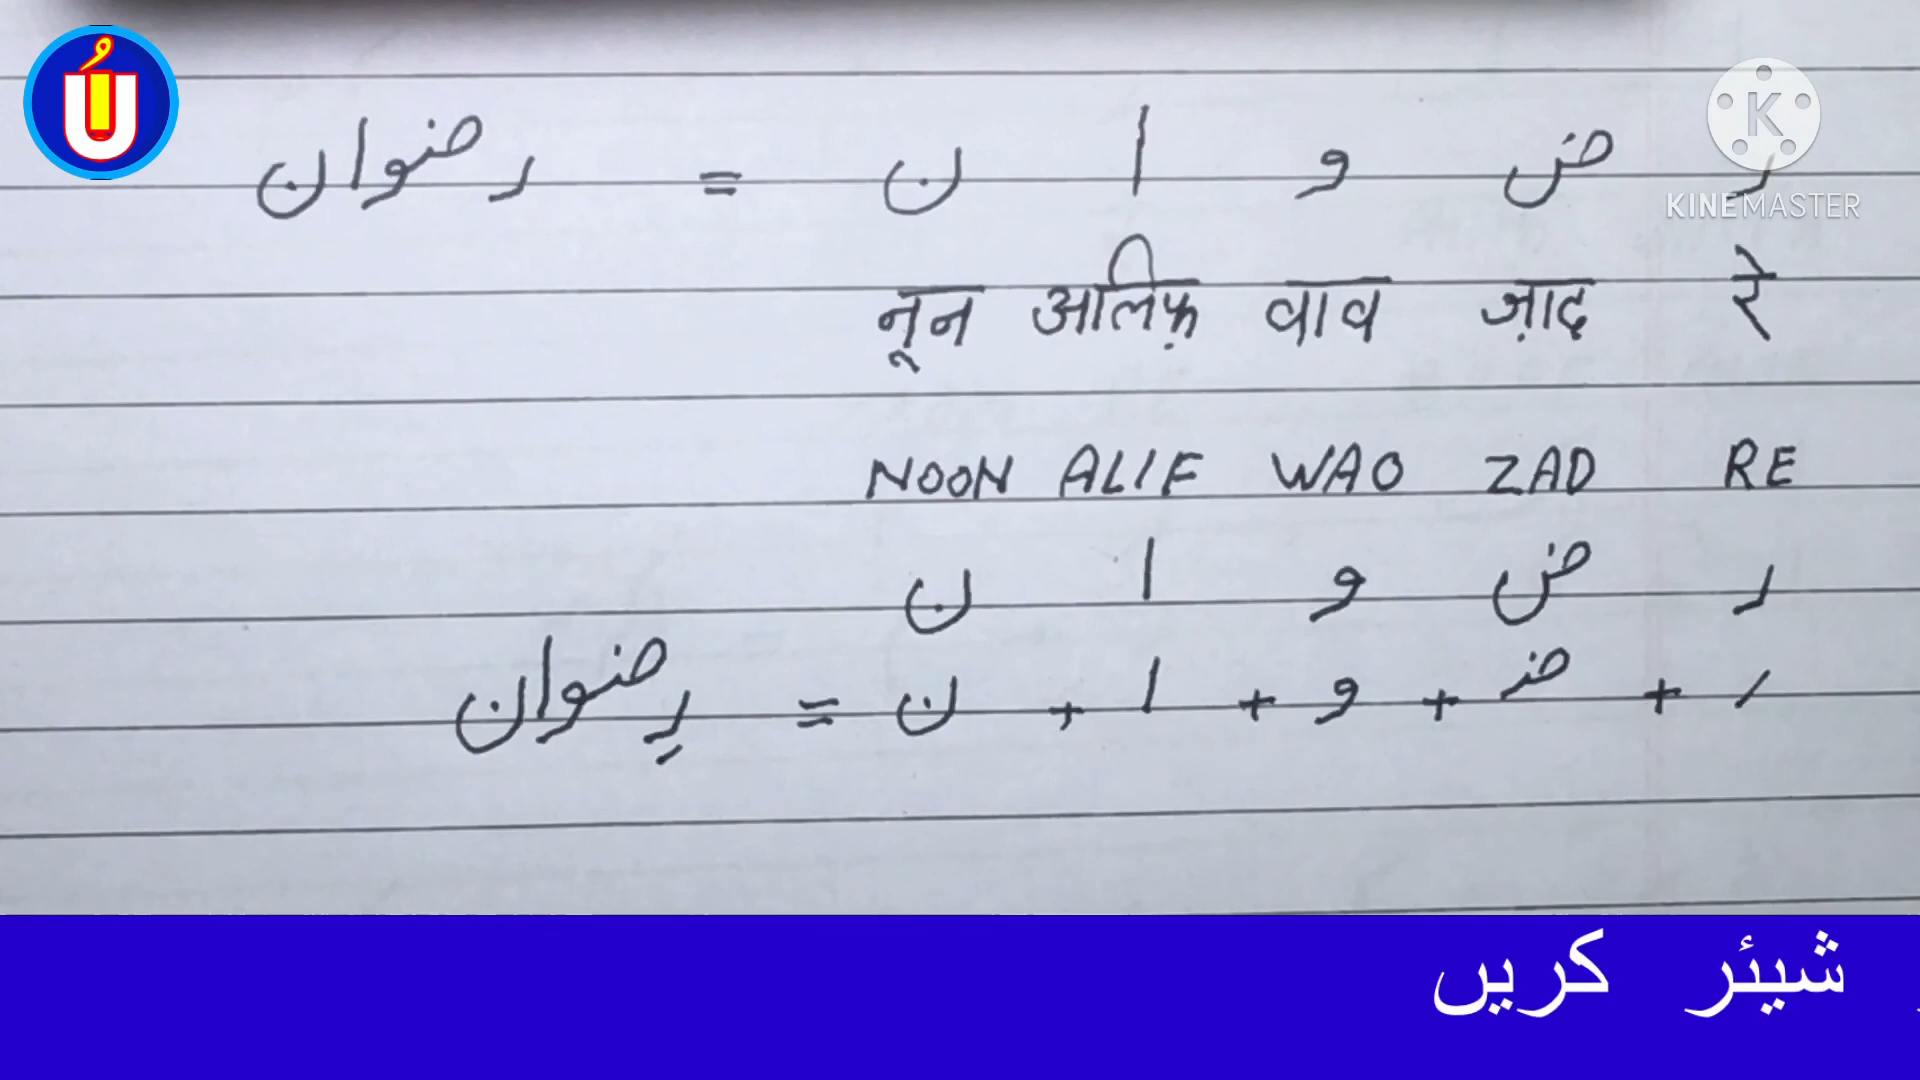 ر ض و ا ن = رضوان
रे ज़ाद वाव अलिफ़ नून
NOON ALIF WAO ZAD RE
ر ض و ا ن
ر + ضـ + و + ا + ن = رِضوان
شیئر کریں
KINEMASTER